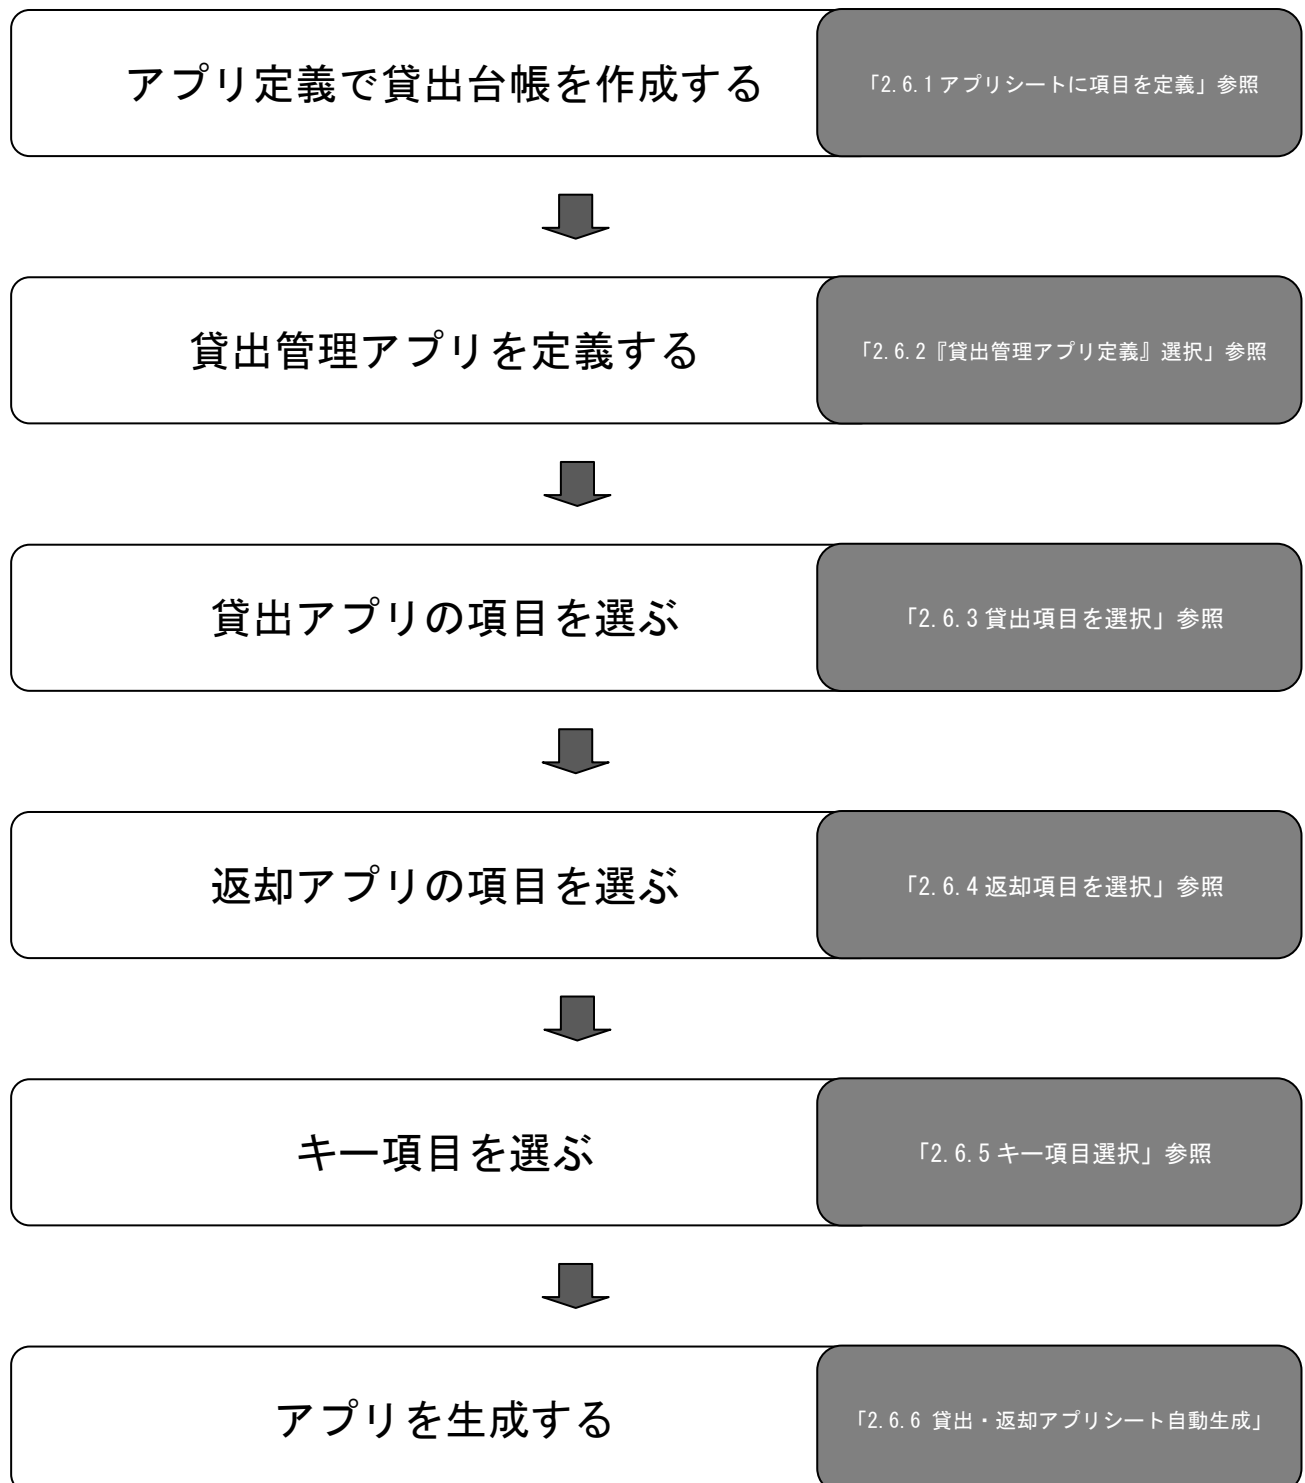 アプリ定義で貸出台帳を作成する
「2.6.1アプリシートに項目を定義」参照
貸出管理アプリを定義する
「2.6.2『貸出管理アプリ定義』選択」参照
貸出アプリの項目を選ぶ
「2.6.3貸出項目を選択」参照
返却アプリの項目を選ぶ
「2.6.4返却項目を選択」参照
キー項目を選ぶ
「2.6.5キー項目選択」参照
アプリを生成する
「2.6.6 貸出・返却アプリシート自動生成」